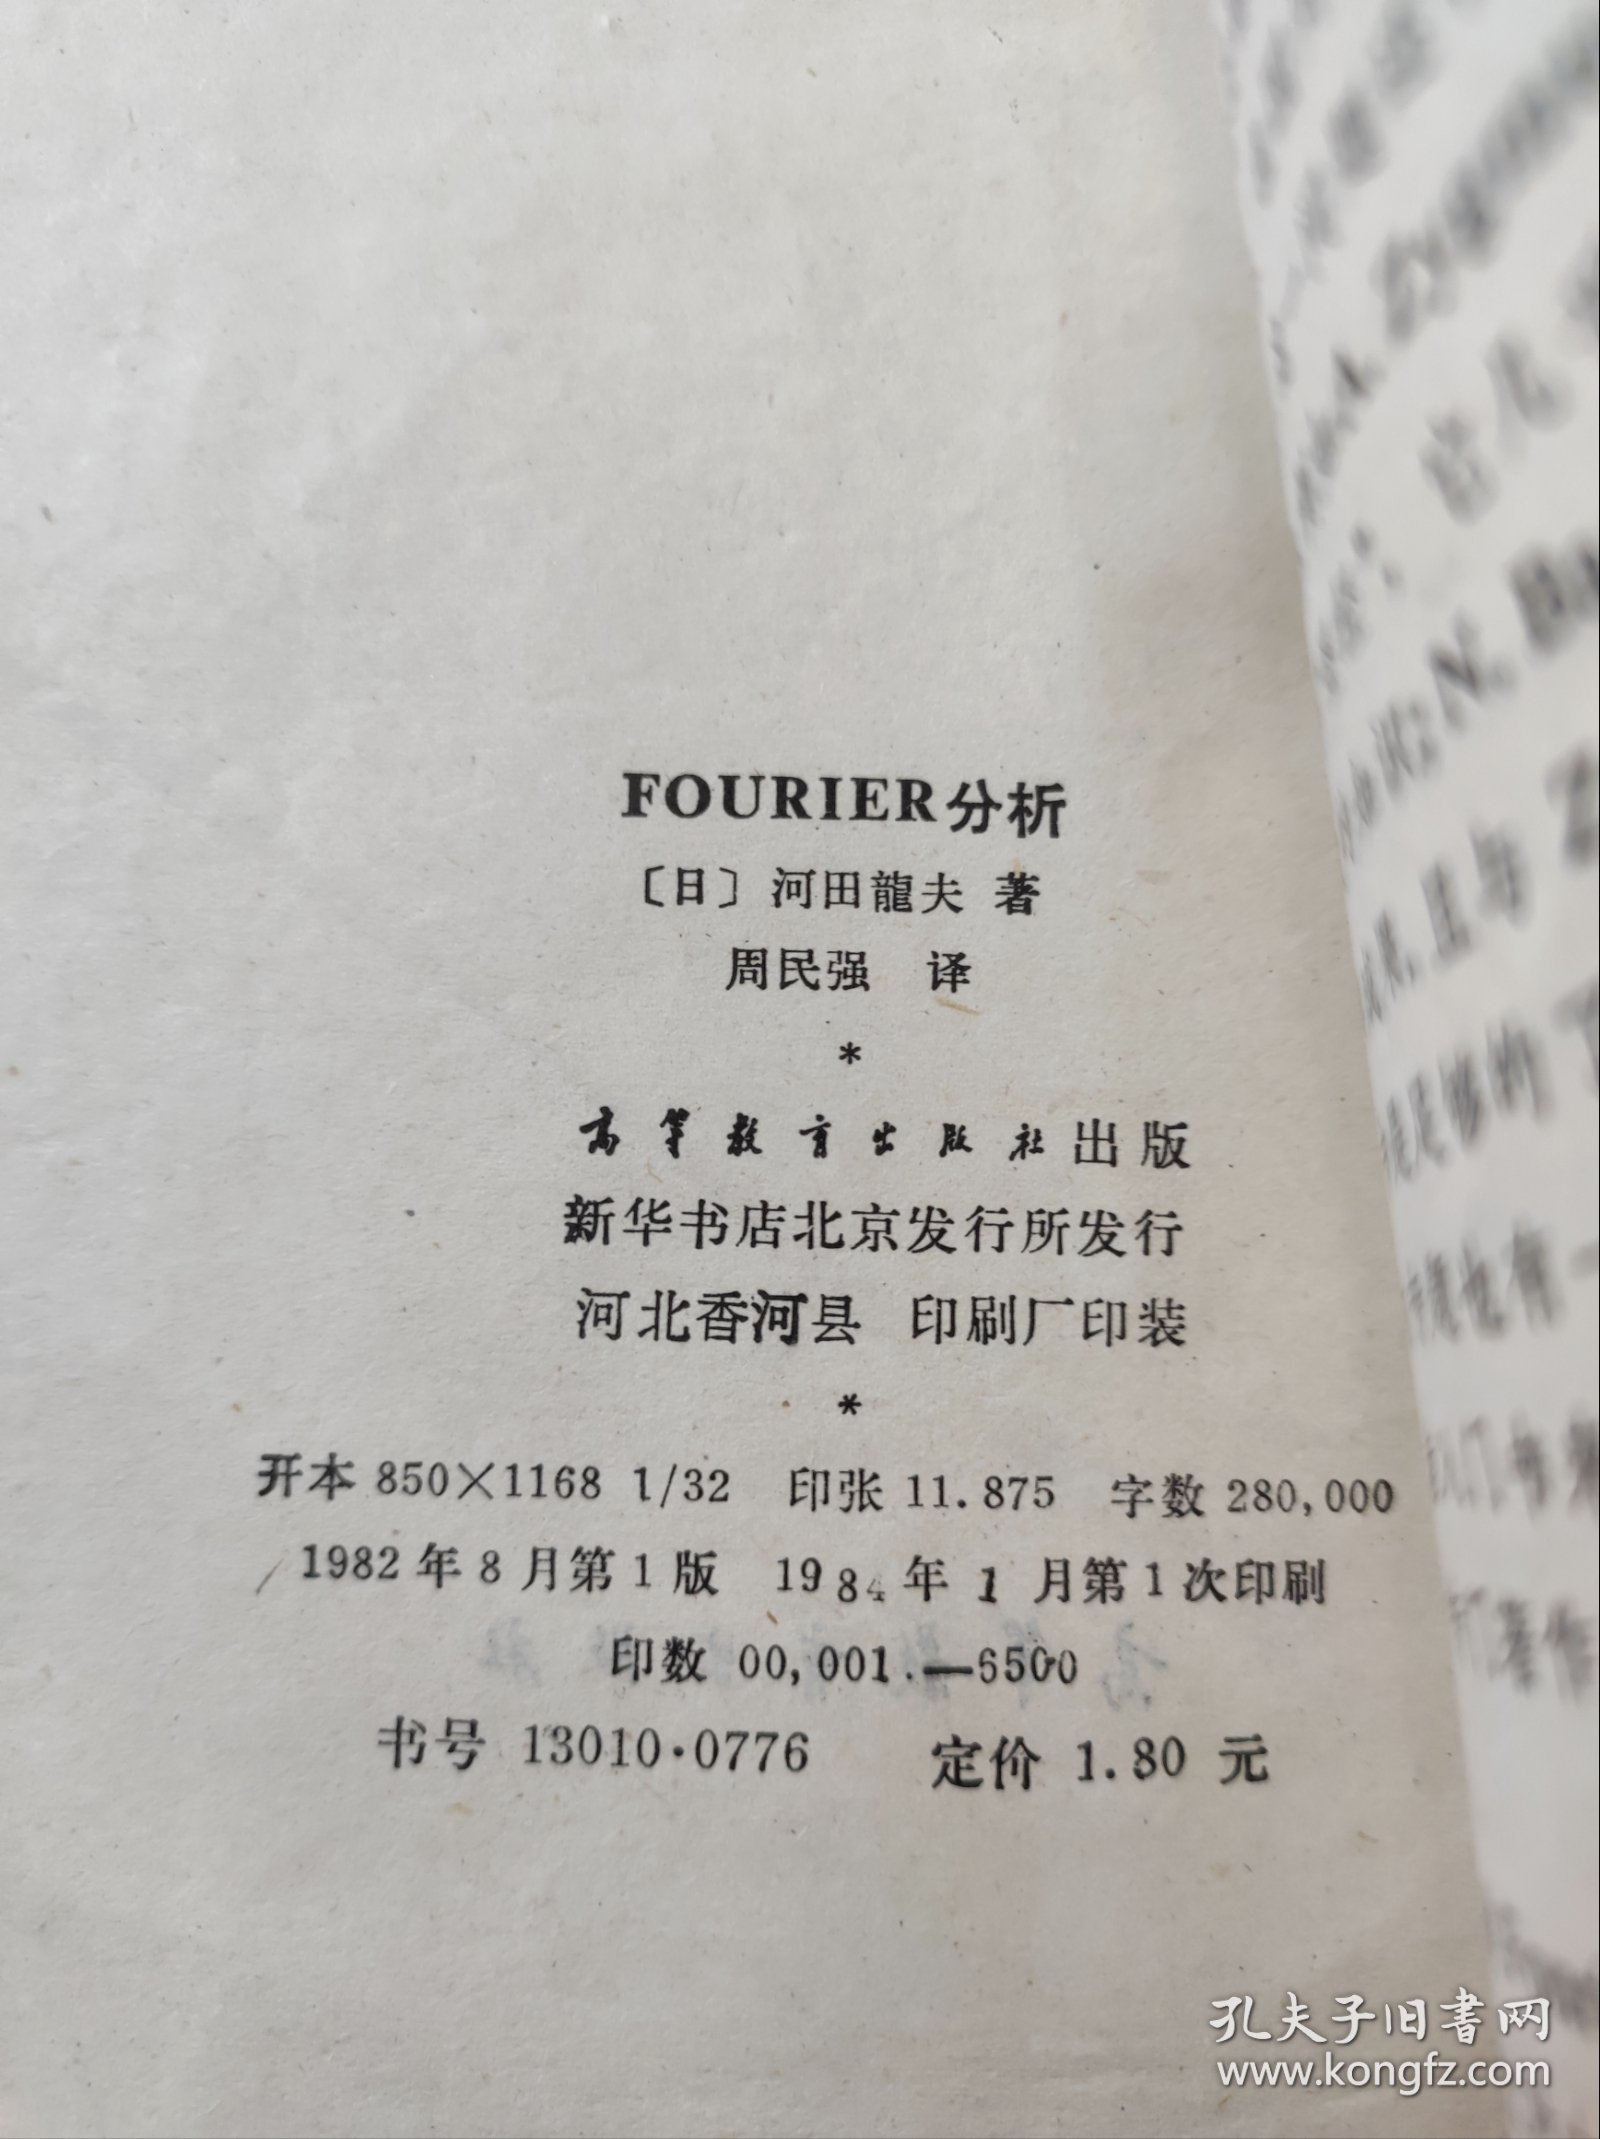 FOURIER分析
〔日〕河田龍夫 著
周民强 译
*
高等教育出版社出版
新华书店北京发行所发行
河北香河县 印刷厂印装
*
开本 850×1168 1/32 印张 11.875 字数 280,000
1982年8月第1版 1984年1月第1次印刷
印数 00,001.—6500
书号 13010·0776 定价 1.80 元
孔夫子旧書网
www.kongfz.com